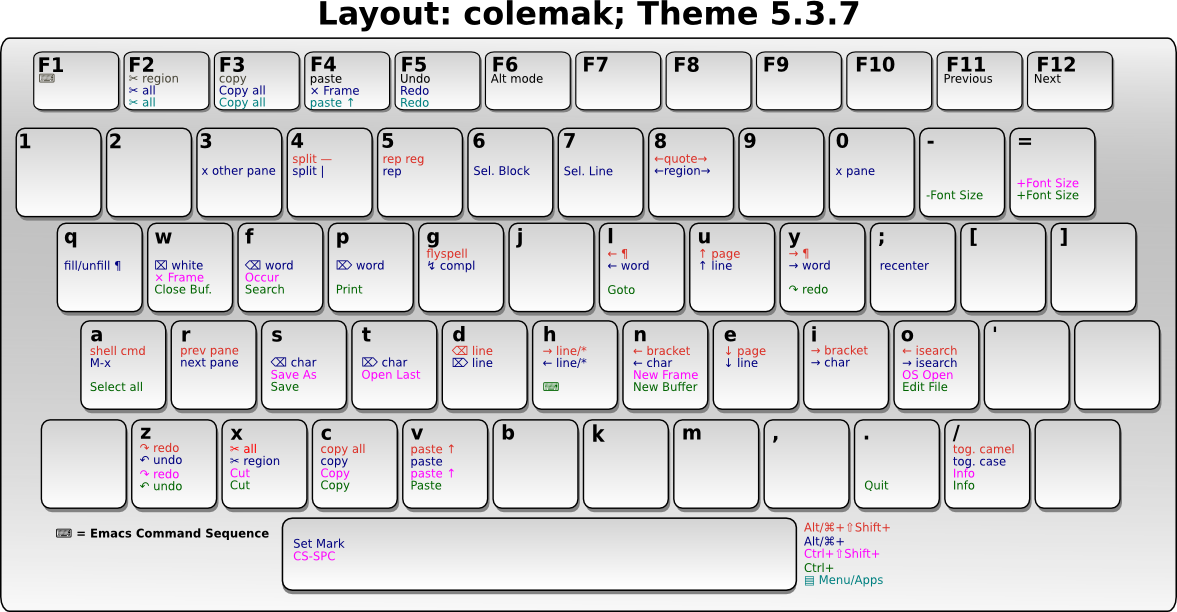 Layout: colemak; Theme 5.3.7
F1
⌨
F2
✂ region
✂ all
✂ all
F3
copy
Copy all
Copy all
F4
paste
× Frame
paste ↑
F5
Undo
Redo
Redo
F6
Alt mode
F7
F8
F9
F10
F11
Previous
F12
Next
1
2
3
x other pane
4
split —
split |
5
rep reg
rep
6
Sel. Block
7
Sel. Line
8
←quote→
←region→
9
0
x pane
-
-Font Size
=
+Font Size
+Font Size
q
fill/unfill ¶
w
⌧ white
× Frame
Close Buf.
f
⌫ word
Occur
Search
p
⌦ word
Print
g
flyspell
↯ compl
j
l
← ¶
← word
Goto
u
↑ page
↑ line
y
→ ¶
→ word
↷ redo
;
recenter
[
]
a
shell cmd
M-x
Select all
r
prev pane
next pane
s
⌫ char
Save As
Save
t
⌦ char
Open Last
d
⌫ line
⌦ line
h
→ line/*
← line/*
⌨
n
← bracket
← char
New Frame
New Buffer
e
↓ page
↓ line
i
→ bracket
→ char
o
← isearch
→ isearch
OS Open
Edit File
'
z
↷ redo
↶ undo
↷ redo
↶ undo
x
✂ all
✂ region
Cut
Cut
c
copy all
copy
Copy
Copy
v
paste ↑
paste
paste ↑
Paste
b
k
m
,
.
Quit
/
tog. camel
tog. case
Info
Info
⌨ = Emacs Command Sequence
Set Mark
CS-SPC
Alt/⌘+⇧Shift+
Alt/⌘+
Ctrl+⇧Shift+
Ctrl+
▤ Menu/Apps